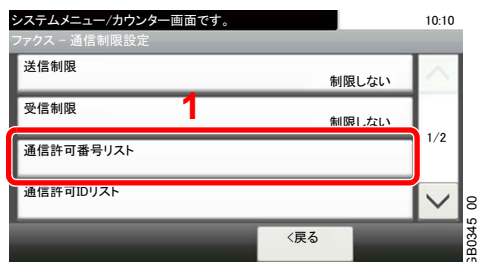 システムメニュー/カウンター画面です。
10:10
ファクス - 通信制限設定
送信制限
制限しない
受信制限
制限しない
1
通信許可番号リスト
1/2
通信許可IDリスト
<戻る
GB0345 00